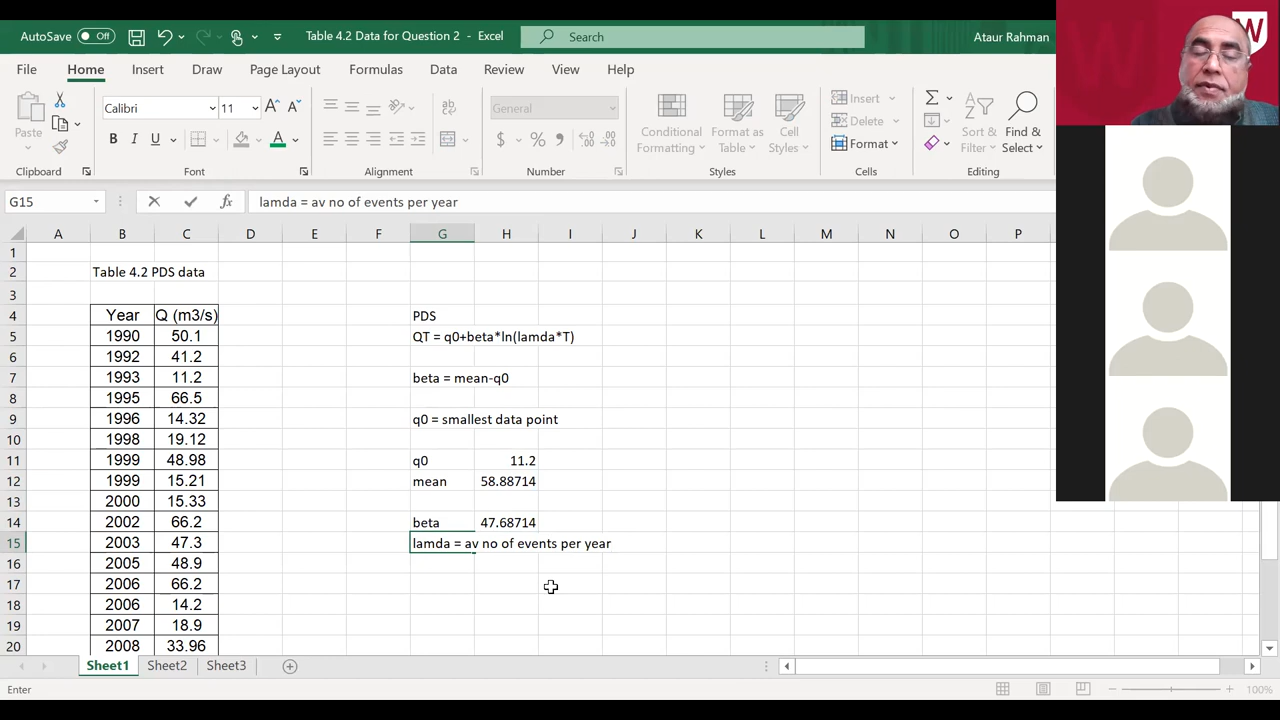 AutoSave Off Table 4.2 Data for Question 2 - Excel Search Ataur Rahman W
File Home Insert Draw Page Layout Formulas Data Review View Help
Paste Calibri 11 General Conditional Formatting Format as Table Cell Styles Insert Delete Format Sort & Filter Find & Select
Clipboard Font Alignment Number Styles Cells Editing
G15 fx lamda = av no of events per year
A B C D E F G H I J K L M N O P
1
2 Table 4.2 PDS data
3
4 Year Q (m3/s) PDS
5 1990 50.1 QT = q0+beta*ln(lamda*T)
6 1992 41.2
7 1993 11.2 beta = mean-q0
8 1995 66.5
9 1996 14.32 q0 = smallest data point
10 1998 19.12
11 1999 48.98 q0 11.2
12 1999 15.21 mean 58.88714
13 2000 15.33
14 2002 66.2 beta 47.68714
15 2003 47.3 lamda = av no of events per year
16 2005 48.9
17 2006 66.2
18 2006 14.2
19 2007 18.9
20 2008 33.96
Sheet1 Sheet2 Sheet3
Enter 100%